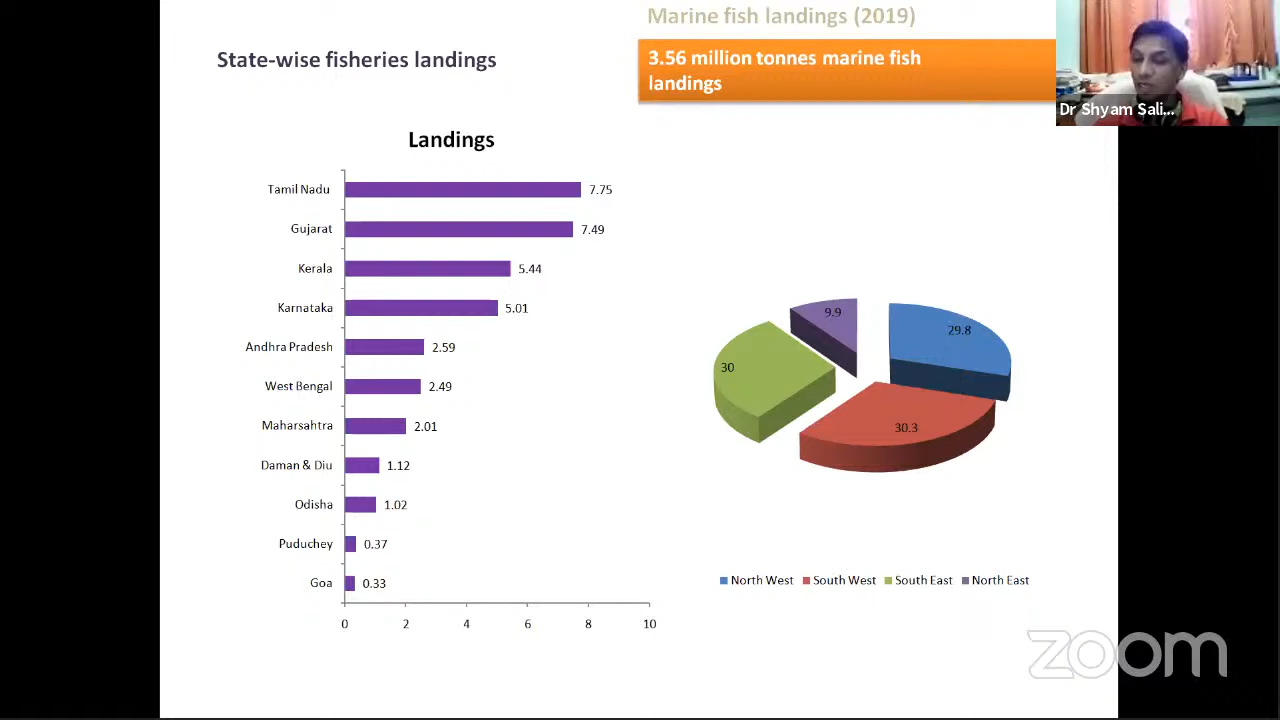 Marine fish landings (2019)
State-wise fisheries landings
3.56 million tonnes marine fish
landings
Dr Shyam Sali...
Landings
Tamil Nadu 7.75
Gujarat 7.49
Kerala 5.44
Karnataka 5.01
Andhra Pradesh 2.59
West Bengal 2.49
Maharsahtra 2.01
Daman & Diu 1.12
Odisha 1.02
Puduchey 0.37
Goa 0.33
0 2 4 6 8 10
9.9
29.8
30
30.3
North West South West South East North East
zoom